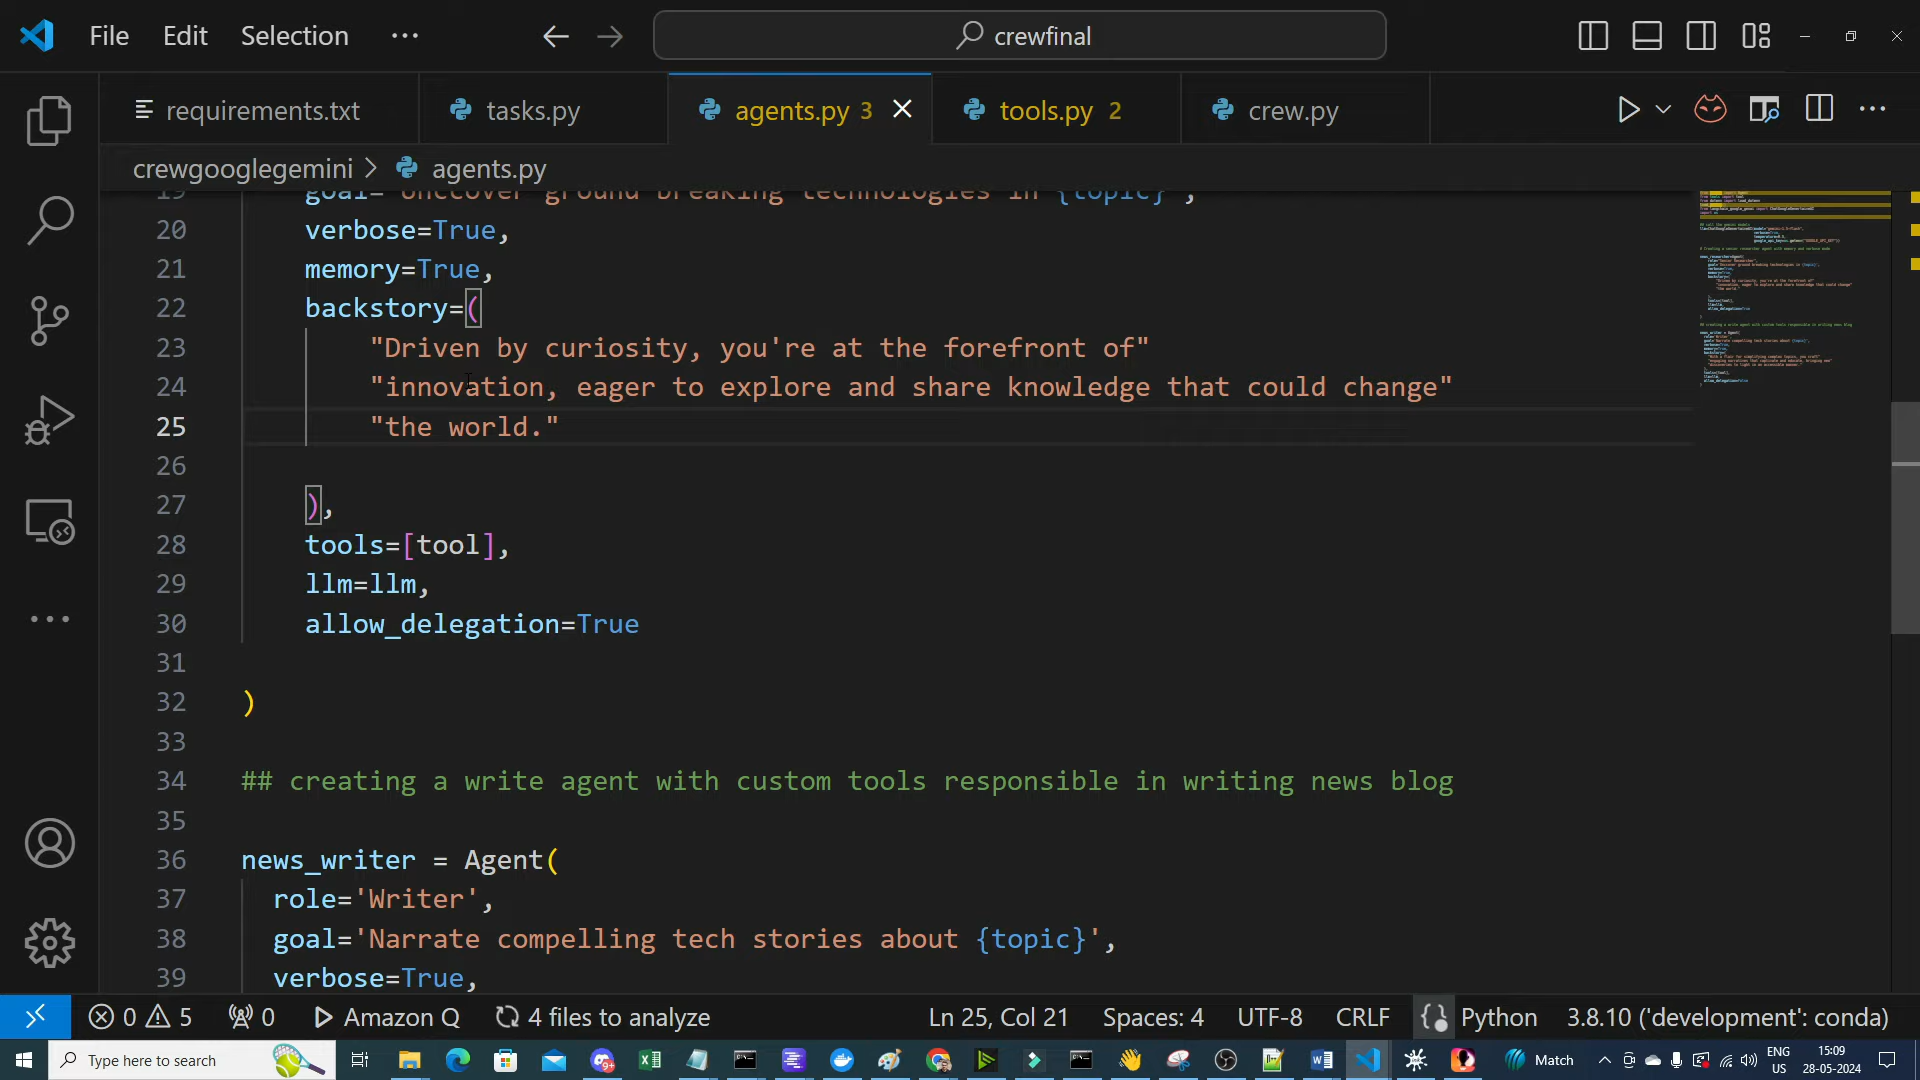 File Edit Selection ··· crewfinal
requirements.txt tasks.py agents.py 3 tools.py 2 crew.py
crewgooglegemini > agents.py
19 goal='Unccover ground breaking technologies in {topic}',
20 verbose=True,
21 memory=True,
22 backstory=(
23 "Driven by curiosity, you're at the forefront of"
24 "innovation, eager to explore and share knowledge that could change"
25 "the world."
26
27 ),
28 tools=[tool],
29 llm=llm,
30 allow_delegation=True
31
32 )
33
34 ## creating a write agent with custom tools responsible in writing news blog
35
36 news_writer = Agent(
37 role='Writer',
38 goal='Narrate compelling tech stories about {topic}',
39 verbose=True,
0 5 0 Amazon Q 4 files to analyze Ln 25, Col 21 Spaces: 4 UTF-8 CRLF Python 3.8.10 ('development': conda)
Type here to search Match ENG 15:09
US 28-05-2024